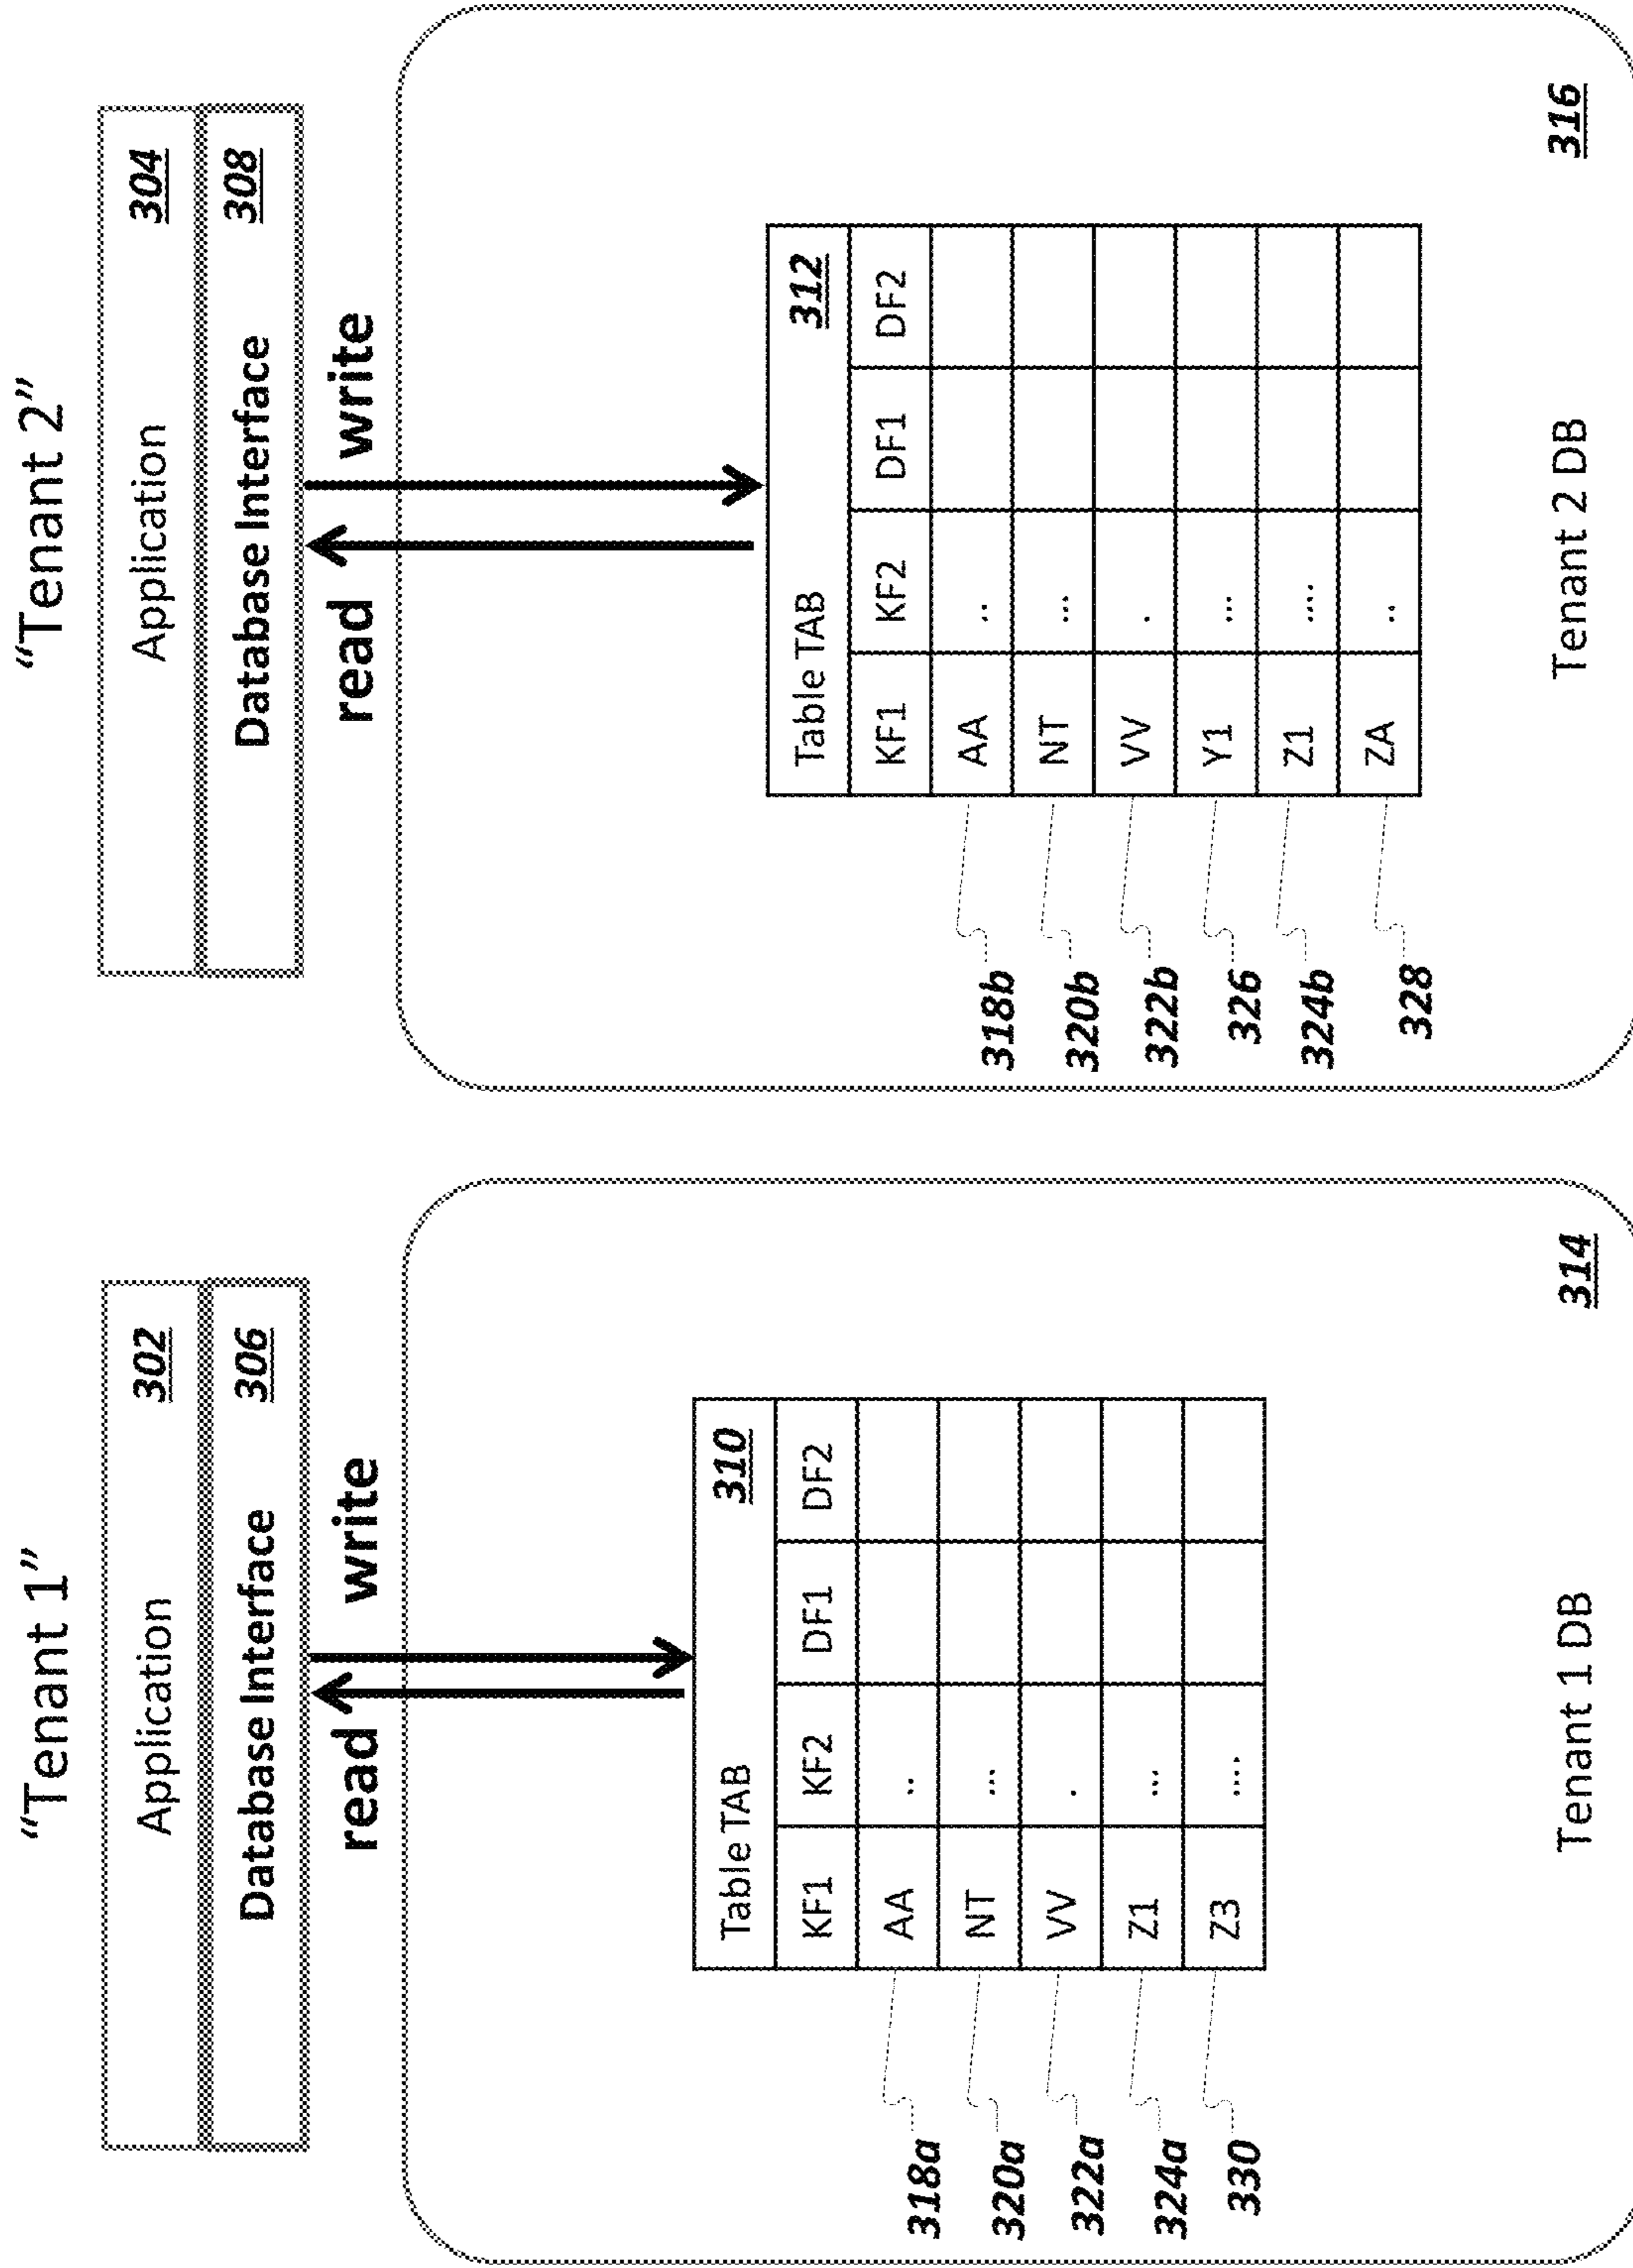 “Tenant 1”
Application 302
Database Interface 306
read write
Table TAB 310
KF1 KF2 DF1 DF2
318a AA ..
320a NT ...
322a VV .
324a Z1 ...
330 Z3 ....
Tenant 1 DB 314
“Tenant 2”
Application 304
Database Interface 308
read write
Table TAB 312
KF1 KF2 DF1 DF2
318b AA ..
320b NT ...
322b VV .
326 Y1 ...
324b Z1 ....
328 ZA ..
Tenant 2 DB 316